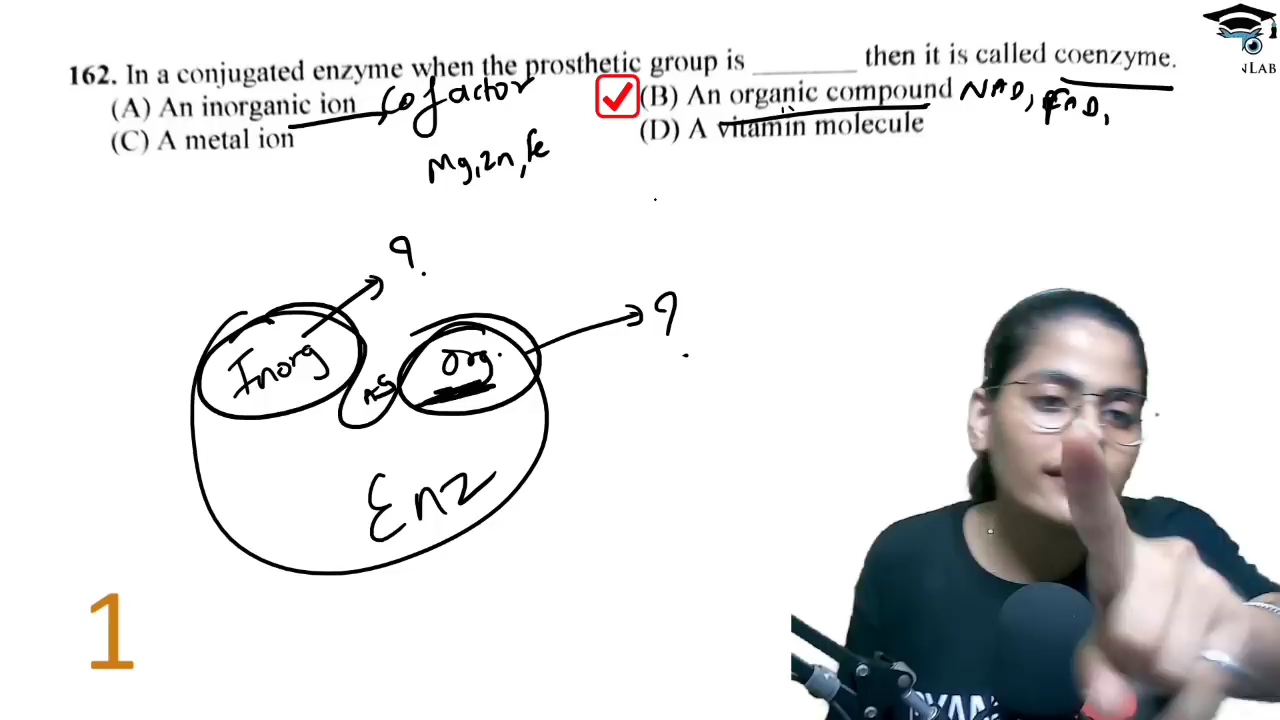 162. In a conjugated enzyme when the prosthetic group is ________ then it is called coenzyme.
(A) An inorganic ion cofactor
(B) An organic compound NAD, FAD,
(C) A metal ion
(D) A vitamin molecule
Mg, Zn, Fe
?
?
Inorg
org.
Enz
1
NLAB